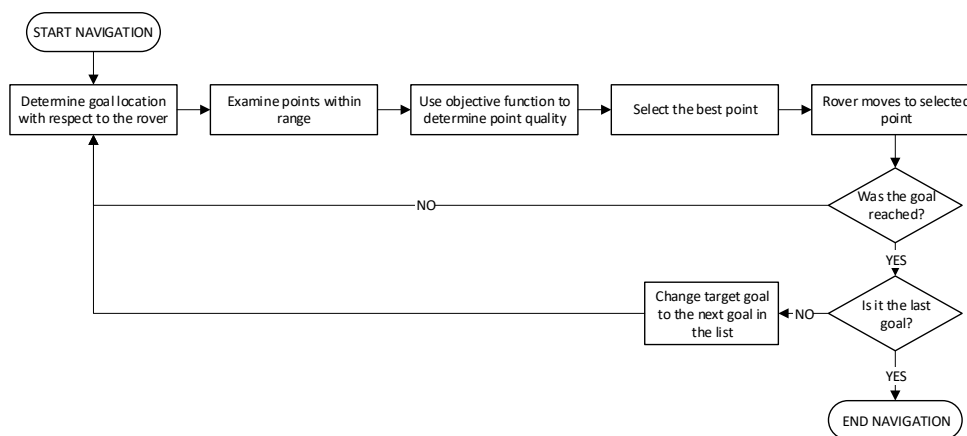 START NAVIGATION
Determine goal location
with respect to the rover
Examine points within
range
Use objective function to
determine point quality
Select the best point
Rover moves to selected
point
Was the goal
reached?
NO
YES
Is it the last
goal?
NO
Change target goal
to the next goal in
the list
YES
END NAVIGATION